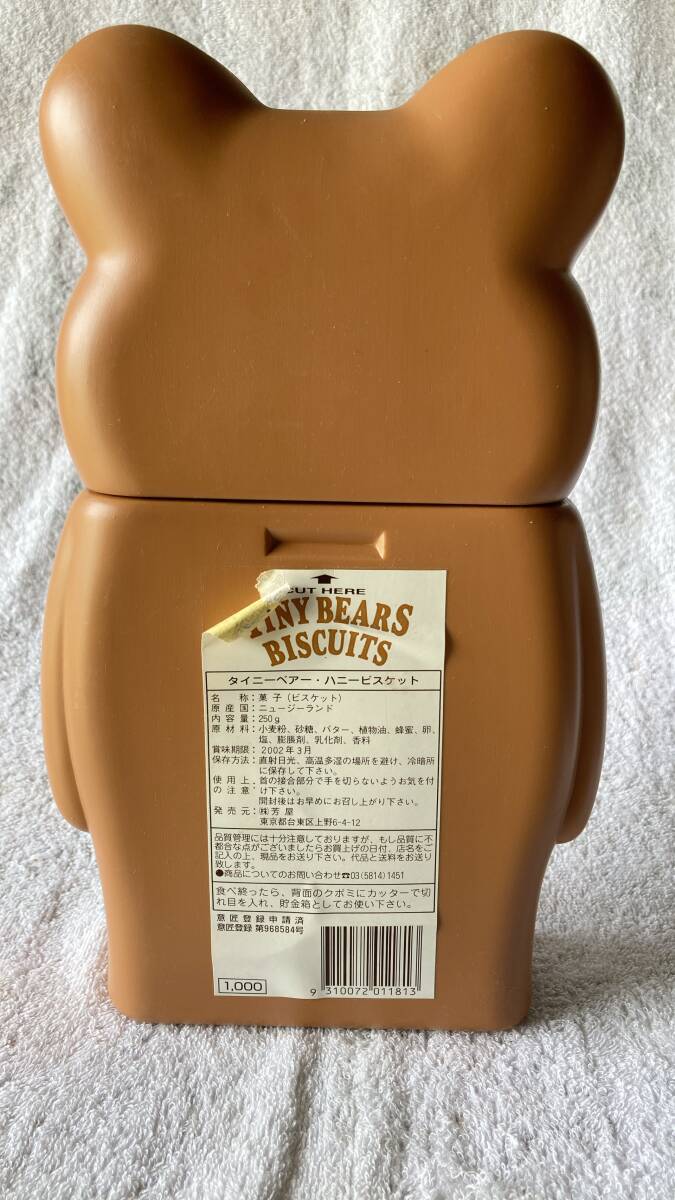 CUT HERE
TINY BEARS
BISCUITS
タイニーベアー・ハニービスケット
名称:菓子(ビスケット)
原産国:ニュージーランド
内容量:250g
原材料:小麦粉、砂糖、バター、植物油、蜂蜜、卵、
塩、膨脹剤、乳化剤、香料
賞味期限:2002年3月
保存方法:直射日光、高温多湿の場所を避け、冷暗所
に保存して下さい。
使用上の注意:首の接合部分で手を切らないようお気を付
け下さい。
開封後はお早めにお召し上がり下さい。
発売元:㈱芳屋
東京都台東区上野6-4-12
品質管理には十分注意しておりますが、もし品質に不
都合な点がございましたらお買上げの日付、店名をご
記入の上、現品をお送り下さい。代品と送料をお送り
致します。
●商品についてのお問い合わせ☎03(5814)1451
食べ終ったら、背面のクボミにカッターで切
れ目を入れ、貯金箱としてお使い下さい。
意匠登録申請済
意匠登録 第968584号
1,000
9 310072 011813